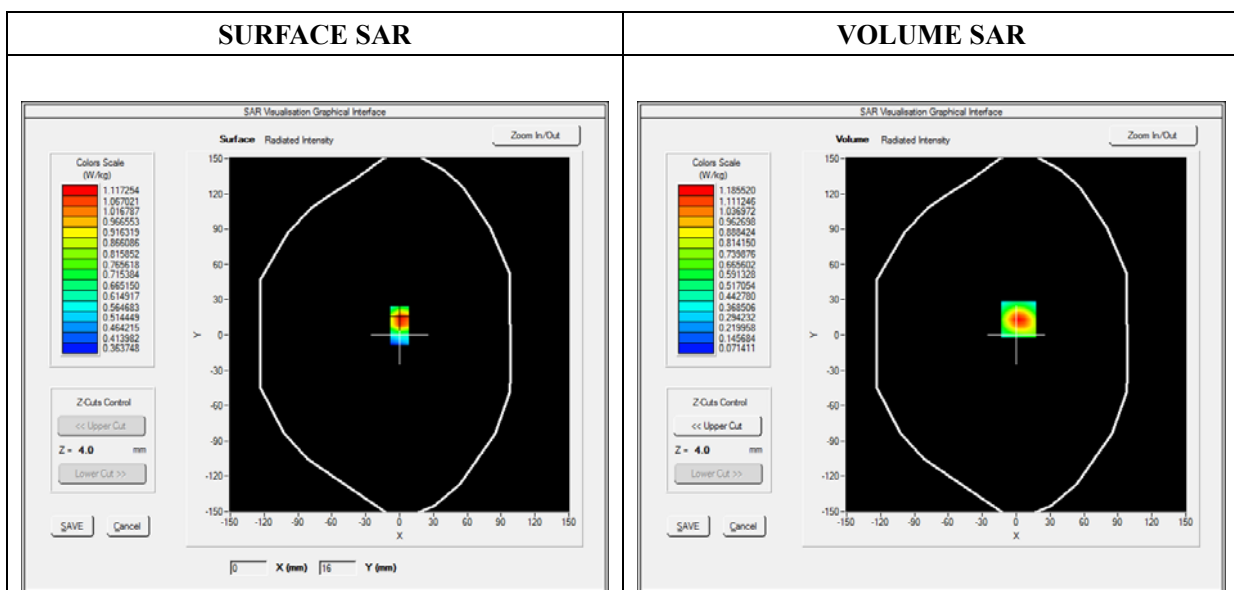 SURFACE SAR
VOLUME SAR
SAR Visualisation Graphical Interface
Surface Radiated Intensity
Zoom In/Out
Colors Scale
(W/kg)
1.117254
1.067021
1.016787
0.966553
0.916319
0.866086
0.815852
0.765618
0.715384
0.665150
0.614917
0.564683
0.514449
0.464215
0.413982
0.363748
Z-Cuts Control
<< Upper Cut
Z = 4.0 mm
Lower Cut >>
SAVE Cancel
150
120
90
60
30
0
-30
-60
-90
-120
-150
Y
-150 -120 -90 -60 -30 0 30 60 90 120 150
X
0 X (mm) 16 Y (mm)
SAR Visualisation Graphical Interface
Volume Radiated Intensity
Zoom In/Out
Colors Scale
(W/kg)
1.185520
1.111246
1.036972
0.962698
0.888424
0.814150
0.739876
0.665602
0.591328
0.517054
0.442780
0.368506
0.294232
0.219958
0.145684
0.071411
Z-Cuts Control
<< Upper Cut
Z = 4.0 mm
Lower Cut >>
SAVE Cancel
150
120
90
60
30
0
-30
-60
-90
-120
-150
Y
-150 -120 -90 -60 -30 0 30 60 90 120 150
X